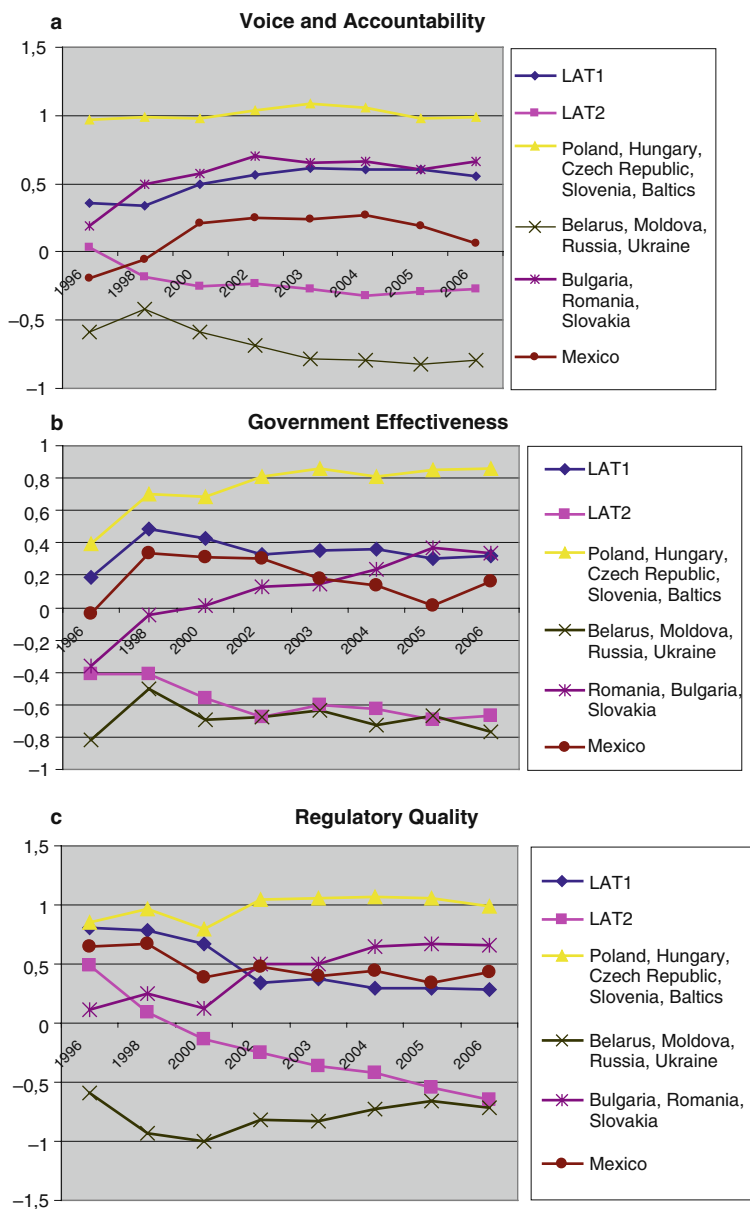 a Voice and Accountability
1,5
1
0,5
0
−0,5
−1
1996
1998
2000
2002
2003
2004
2005
2006
LAT1
LAT2
Poland, Hungary,
Czech Republic,
Slovenia, Baltics
Belarus, Moldova,
Russia, Ukraine
Bulgaria,
Romania,
Slovakia
Mexico
b Government Effectiveness
1
0,8
0,6
0,4
0,2
0
−0,2
−0,4
−0,6
−0,8
−1
1996
1998
2000
2002
2003
2004
2005
2006
LAT1
LAT2
Poland, Hungary,
Czech Republic,
Slovenia, Baltics
Belarus, Moldova,
Russia, Ukraine
Romania, Bulgaria,
Slovakia
Mexico
c Regulatory Quality
1,5
1
0,5
0
−0,5
−1
−1,5
1996
1998
2000
2002
2003
2004
2005
2006
LAT1
LAT2
Poland, Hungary,
Czech Republic,
Slovenia, Baltics
Belarus, Moldova,
Russia, Ukraine
Bulgaria, Romania,
Slovakia
Mexico